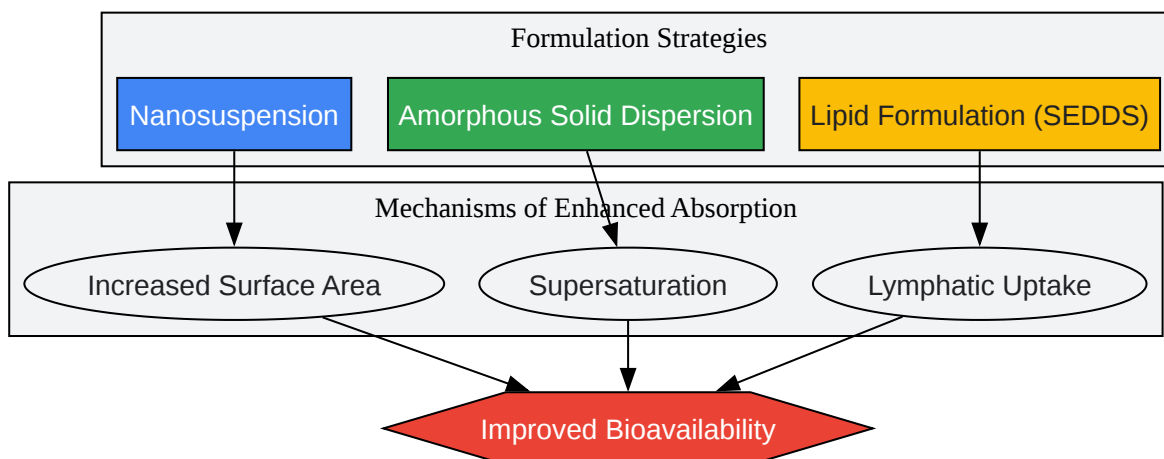 Formulation Strategies
Nanosuspension
Amorphous Solid Dispersion
Lipid Formulation (SEDDS)
Mechanisms of Enhanced Absorption
Increased Surface Area
Supersaturation
Lymphatic Uptake
Improved Bioavailability